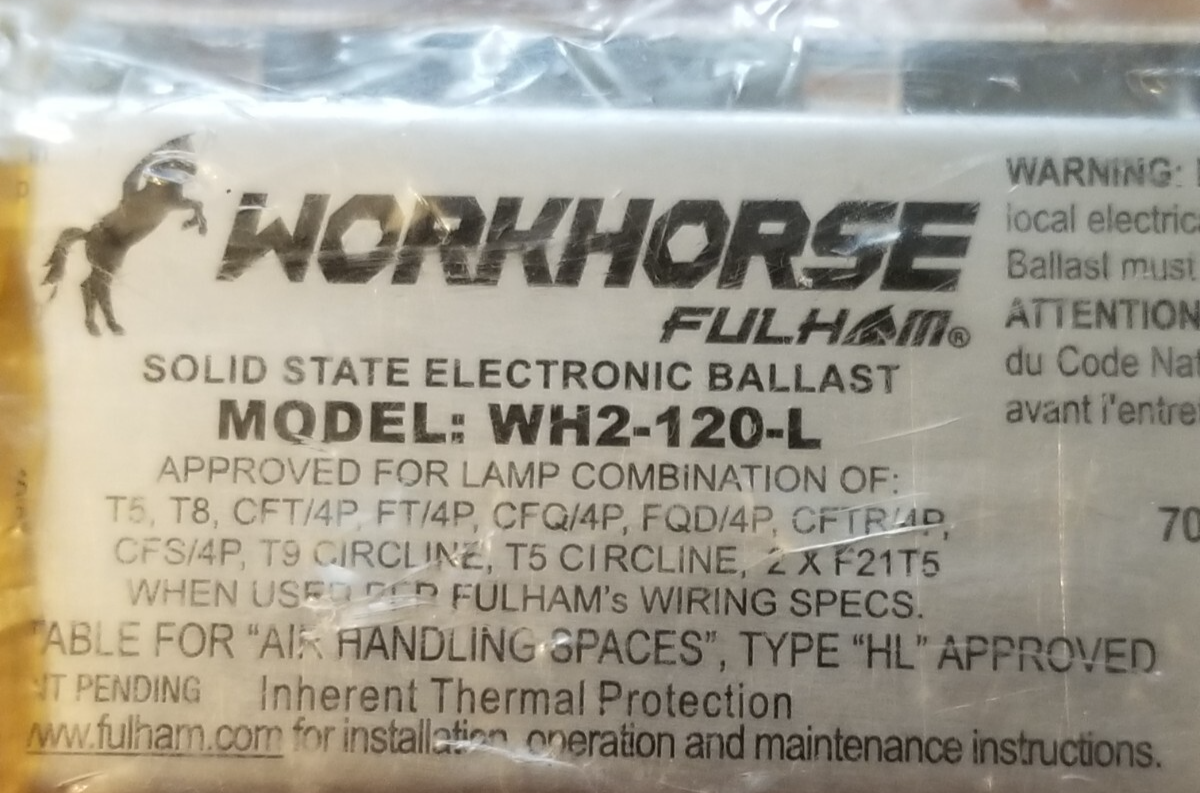 WORKHORSE
FULHAM®
SOLID STATE ELECTRONIC BALLAST
MODEL: WH2-120-L
APPROVED FOR LAMP COMBINATION OF:
T5, T8, CFT/4P, FT/4P, CFQ/4P, FQD/4P, CFTR/4P,
CFS/4P, T9 CIRCLINE, T5 CIRCLINE, 2 X F21T5
WHEN USED PER FULHAM's WIRING SPECS.
ABLE FOR "AIR HANDLING SPACES", TYPE "HL" APPROVED
NT PENDING Inherent Thermal Protection
www.fulham.com for installation, operation and maintenance instructions.
WARNING:
local electric
Ballast must
ATTENTION
du Code Nat
avant l'entre
70